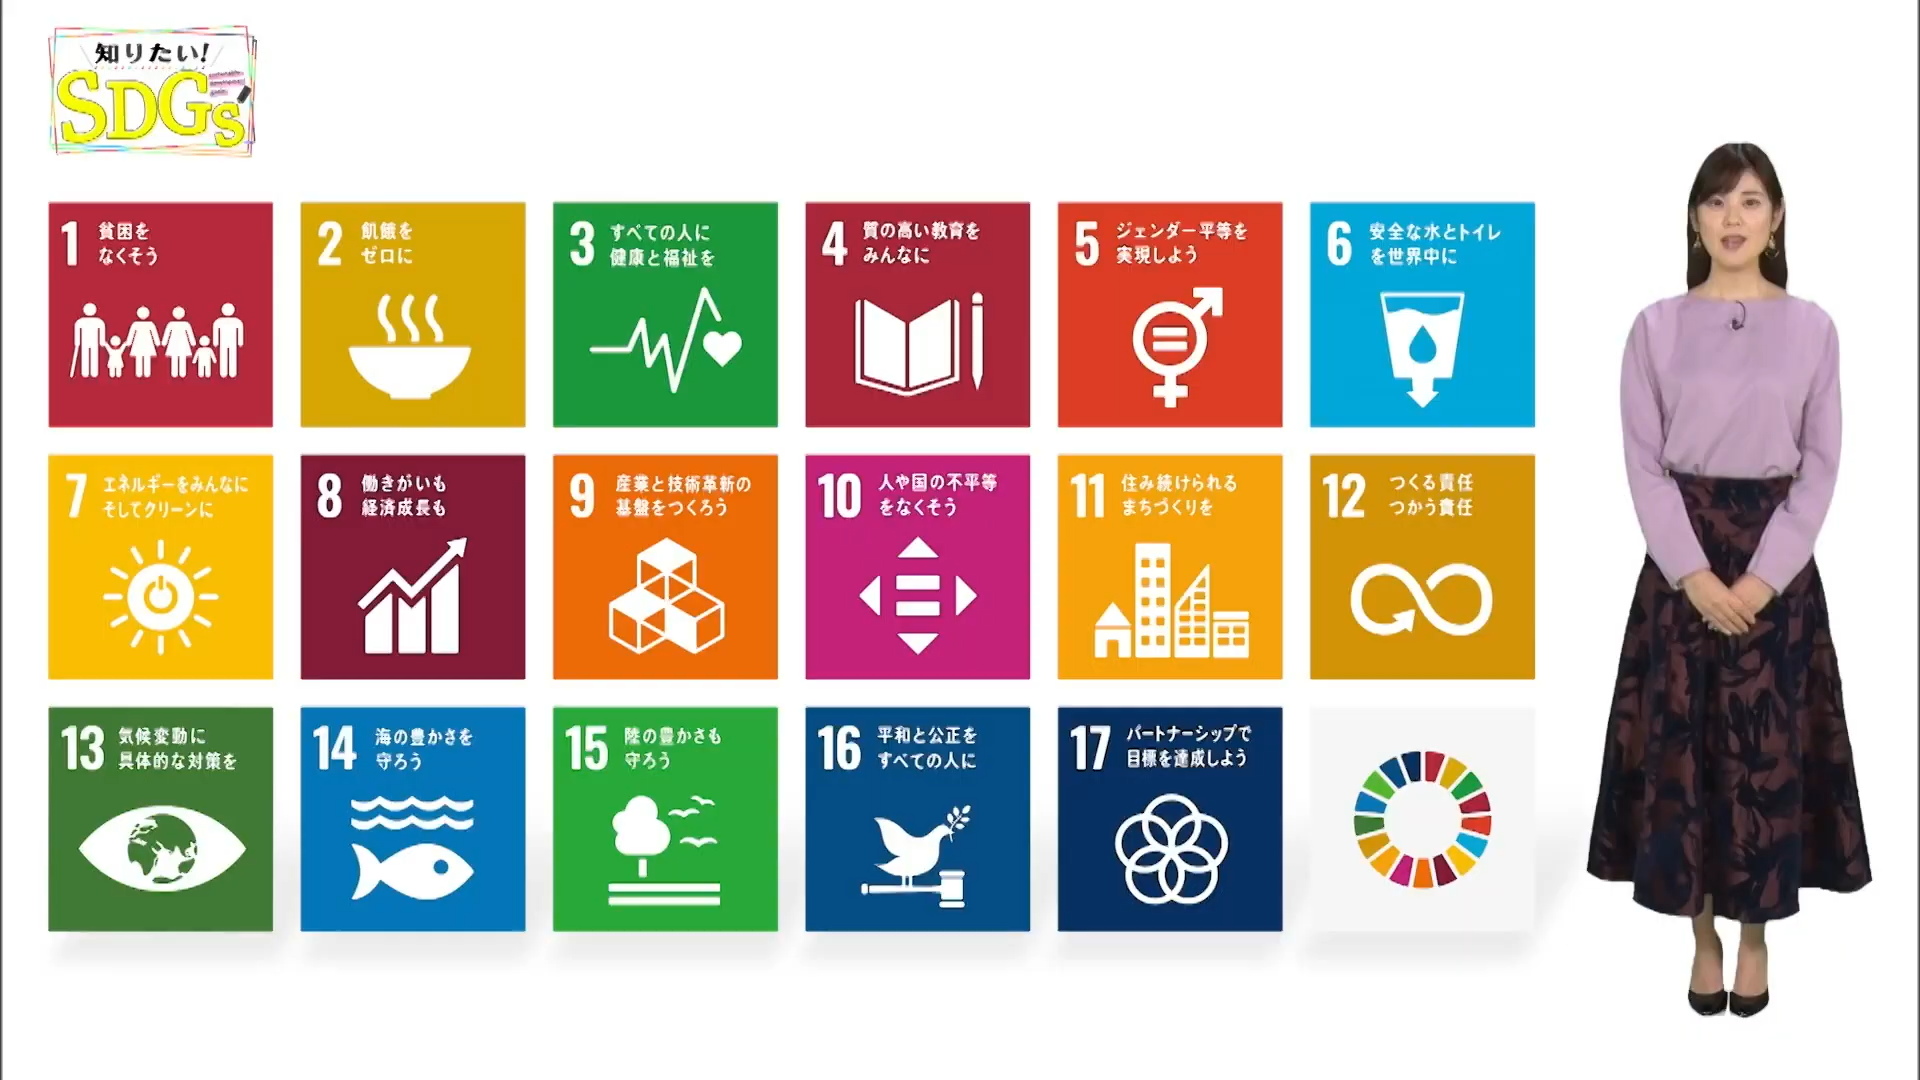 知りたい!
SDGs
1 貧困を
なくそう
2 飢餓を
ゼロに
3 すべての人に
健康と福祉を
4 質の高い教育を
みんなに
5 ジェンダー平等を
実現しよう
6 安全な水とトイレ
を世界中に
7 エネルギーをみんなに
そしてクリーンに
8 働きがいも
経済成長も
9 産業と技術革新の
基盤をつくろう
10 人や国の不平等
をなくそう
11 住み続けられる
まちづくりを
12 つくる責任
つかう責任
13 気候変動に
具体的な対策を
14 海の豊かさを
守ろう
15 陸の豊かさも
守ろう
16 平和と公正を
すべての人に
17 パートナーシップで
目標を達成しよう